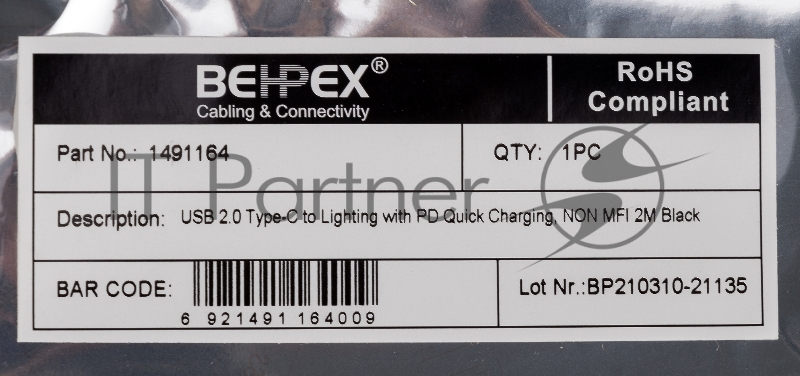 BEHPEX®
Cabling & Connectivity
RoHS
Compliant
Part No.: 1491164
QTY: 1PC
IT Partner
Description: USB 2.0 Type-C to Lighting with PD Quick Charging, NON MFI 2M Black
BAR CODE:
6 921491 164009
Lot Nr.:BP210310-21135